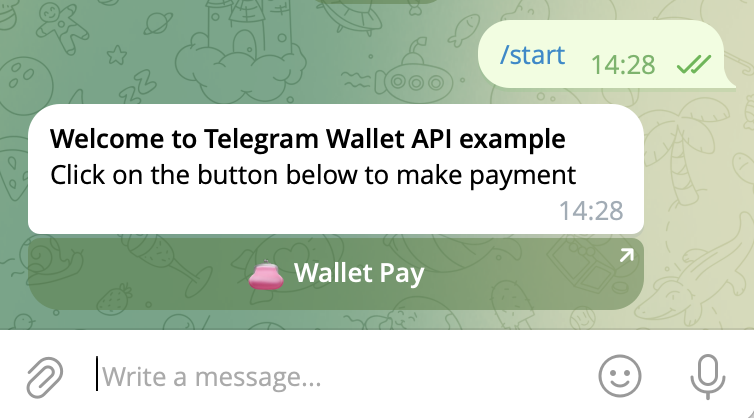 /start 14:28
Welcome to Telegram Wallet API example
Click on the button below to make payment
14:28
Wallet Pay
Write a message...